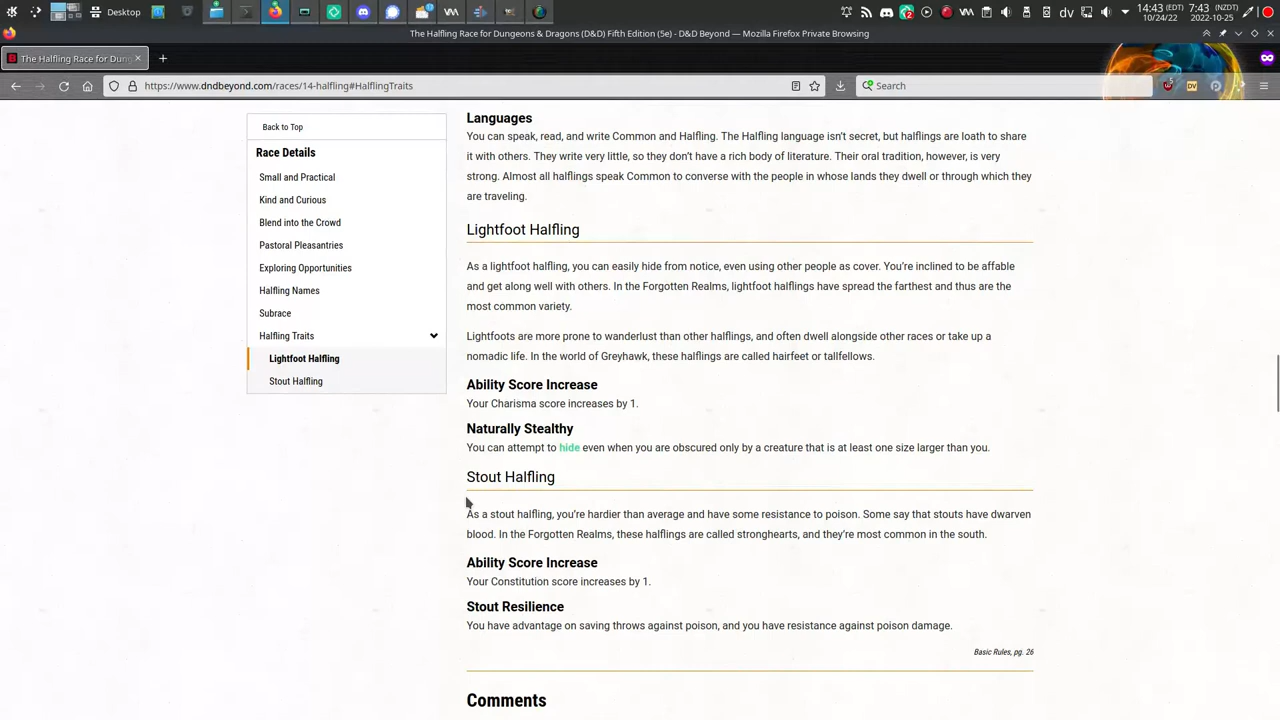 Desktop
14:43 (EDT)
10/24/22
7:43 (NZDT)
2022-10-25
The Halfling Race for Dungeons & Dragons (D&D) Fifth Edition (5e) - D&D Beyond — Mozilla Firefox Private Browsing
The Halfling Race for Dung
https://www.dndbeyond.com/races/14-halfling#HalflingTraits
Search
Back to Top
Race Details
Small and Practical
Kind and Curious
Blend into the Crowd
Pastoral Pleasantries
Exploring Opportunities
Halfling Names
Subrace
Halfling Traits
Lightfoot Halfling
Stout Halfling
Languages
You can speak, read, and write Common and Halfling. The Halfling language isn't secret, but halflings are loath to share
it with others. They write very little, so they don't have a rich body of literature. Their oral tradition, however, is very
strong. Almost all halflings speak Common to converse with the people in whose lands they dwell or through which they
are traveling.
Lightfoot Halfling
As a lightfoot halfling, you can easily hide from notice, even using other people as cover. You're inclined to be affable
and get along well with others. In the Forgotten Realms, lightfoot halflings have spread the farthest and thus are the
most common variety.
Lightfoots are more prone to wanderlust than other halflings, and often dwell alongside other races or take up a
nomadic life. In the world of Greyhawk, these halflings are called hairfeet or tallfellows.
Ability Score Increase
Your Charisma score increases by 1.
Naturally Stealthy
You can attempt to hide even when you are obscured only by a creature that is at least one size larger than you.
Stout Halfling
As a stout halfling, you're hardier than average and have some resistance to poison. Some say that stouts have dwarven
blood. In the Forgotten Realms, these halflings are called stronghearts, and they're most common in the south.
Ability Score Increase
Your Constitution score increases by 1.
Stout Resilience
You have advantage on saving throws against poison, and you have resistance against poison damage.
Basic Rules, pg. 26
Comments